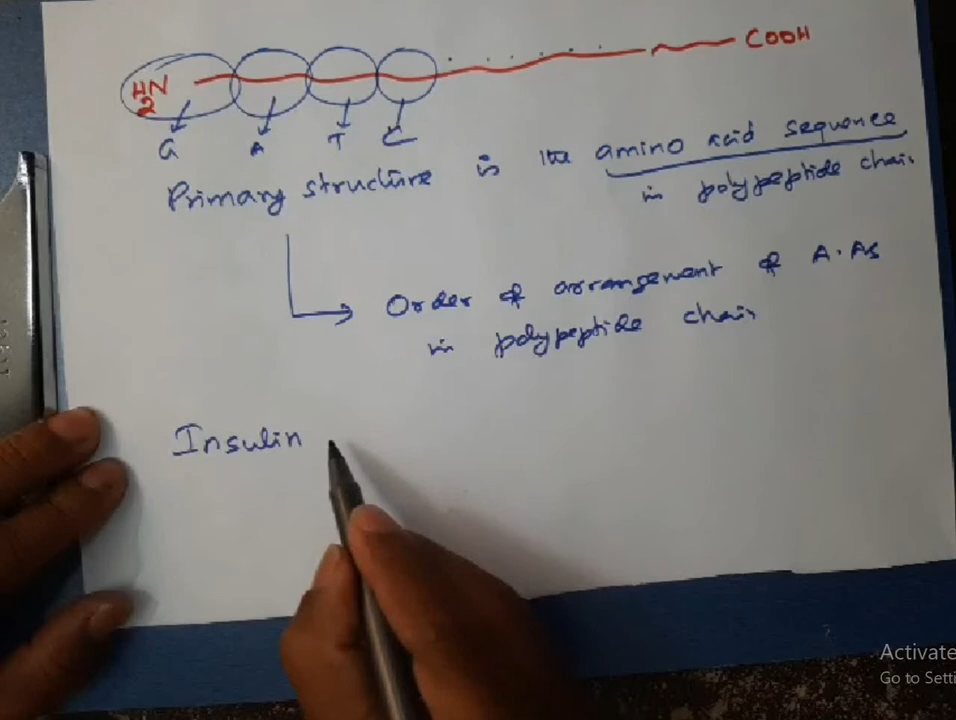 H2N COOH
G A T C
Primary structure is the amino acid sequence
in polypeptide chain
Order of arrangement of A.As
in polypeptide chain
Insulin
Activate
Go to Setti